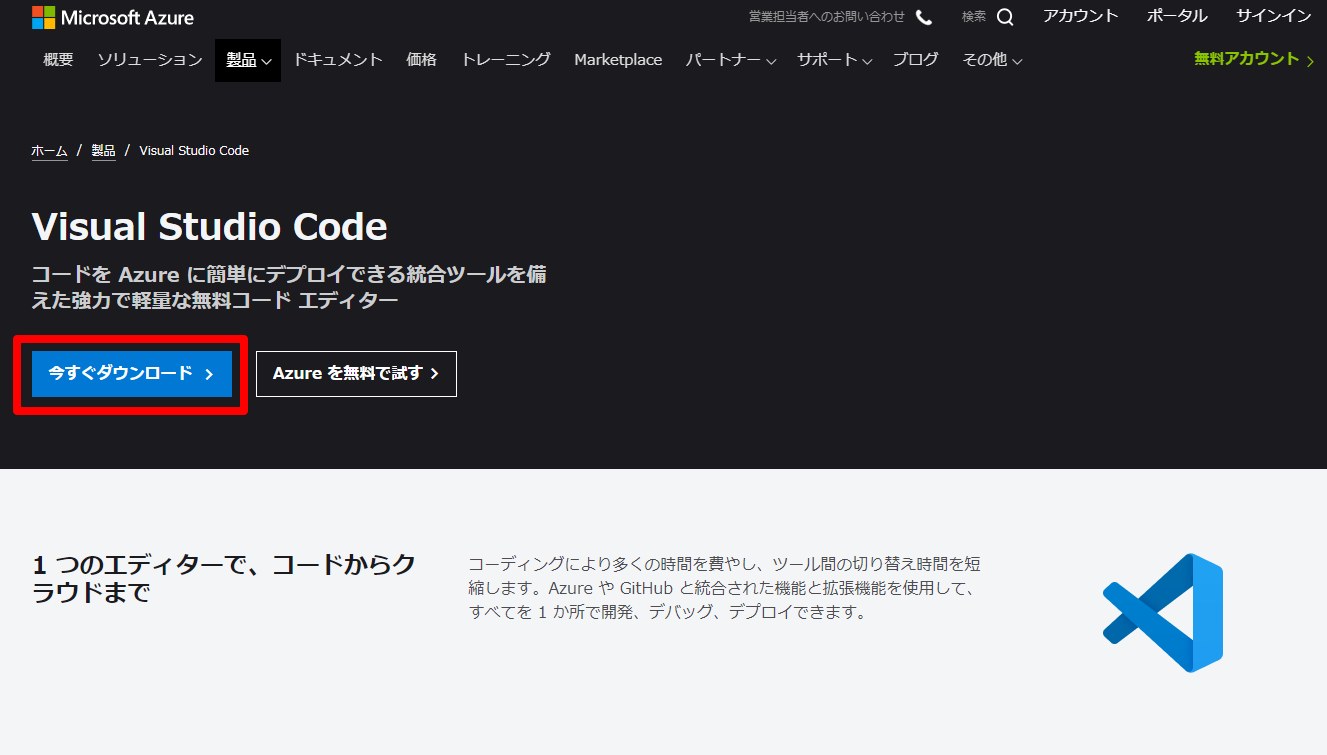 Microsoft Azure
営業担当者へのお問い合わせ 検索 アカウント ポータル サインイン
概要 ソリューション 製品 ドキュメント 価格 トレーニング Marketplace パートナー サポート ブログ その他 無料アカウント
ホーム / 製品 / Visual Studio Code
Visual Studio Code
コードを Azure に簡単にデプロイできる統合ツールを備
えた強力で軽量な無料コード エディター
今すぐダウンロード
Azure を無料で試す
1 つのエディターで、コードからク
ラウドまで
コーディングにより多くの時間を費やし、ツール間の切り替え時間を短
縮します。Azure や GitHub と統合された機能と拡張機能を使用して、
すべてを 1 か所で開発、デバッグ、デプロイできます。